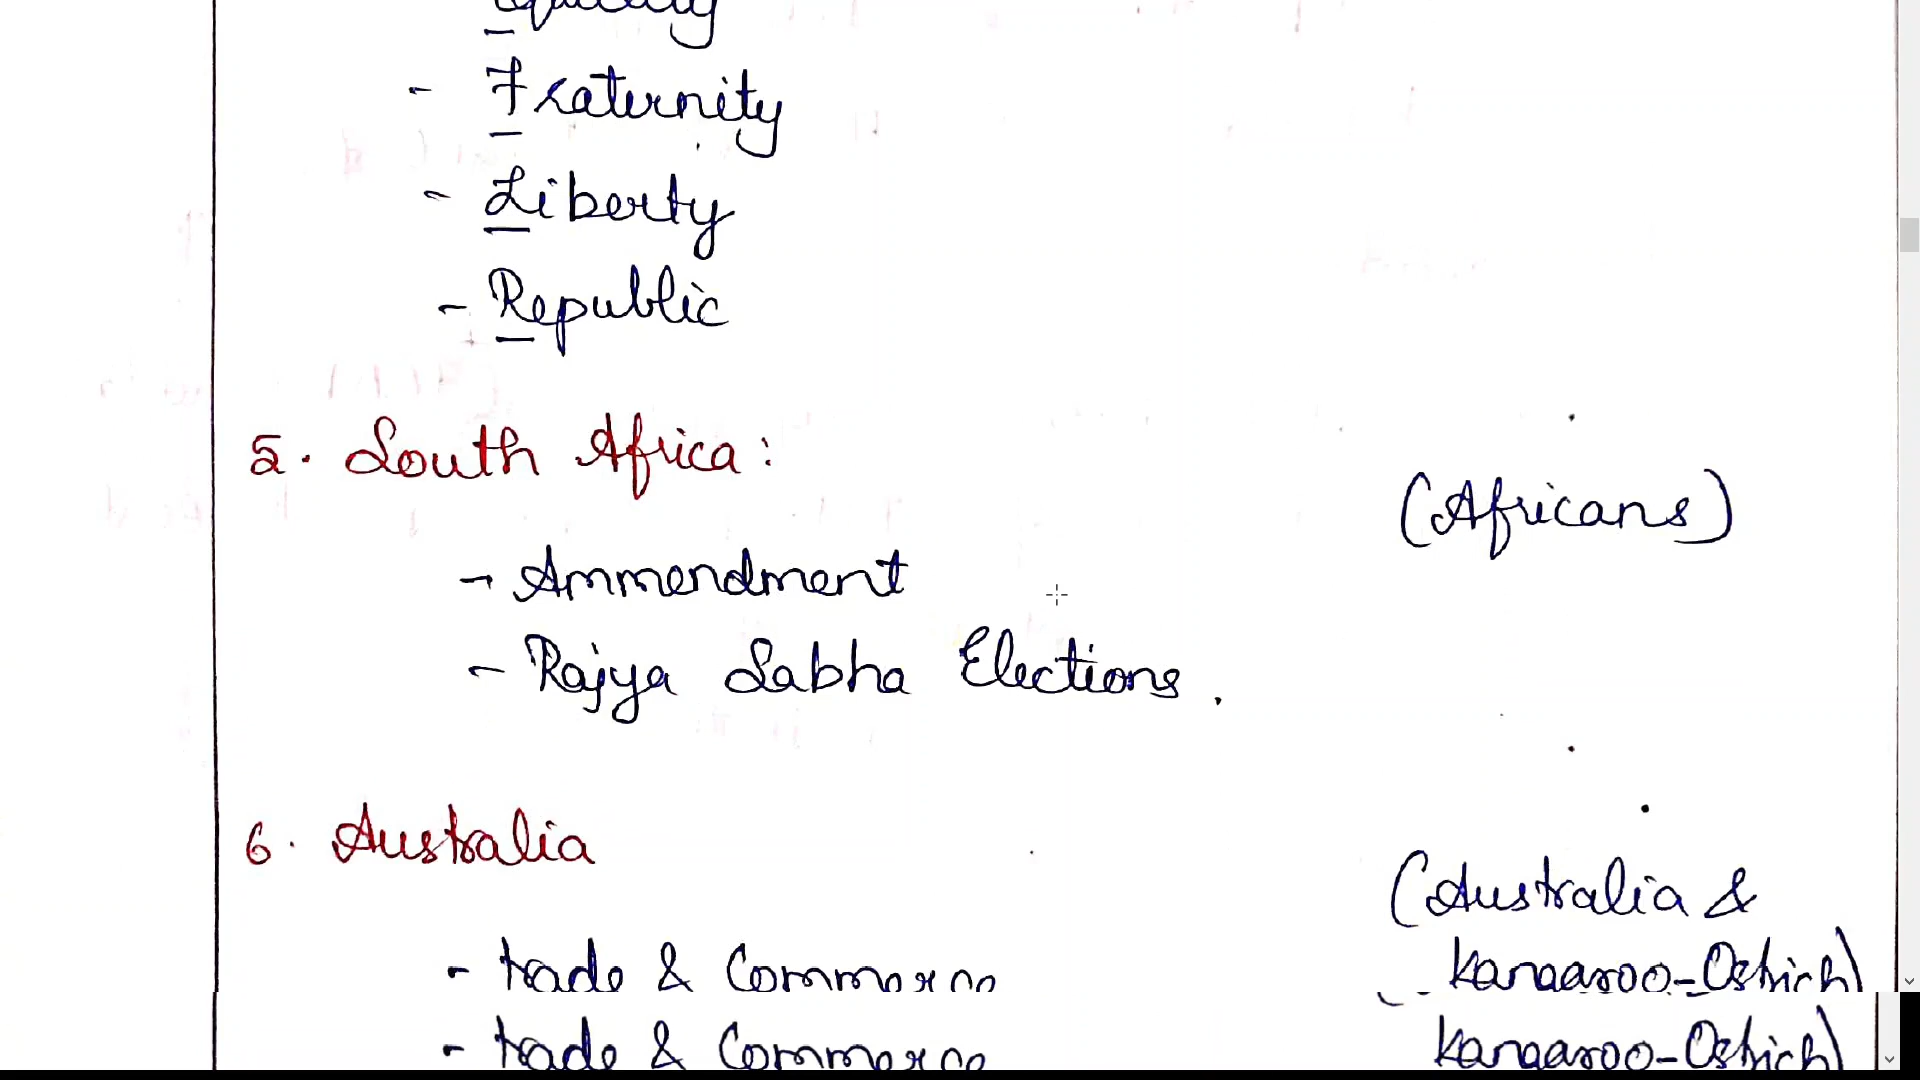 Equality
- Fraternity
- Liberty
- Republic
5. South Africa:
(Africans)
- Ammendment
- Rajya Sabha Elections.
6. Australia
(Australia &
- trade & Commerce
Kangaroo-Ostrich)
- trade & Commerce
Kangaroo-Ostrich)